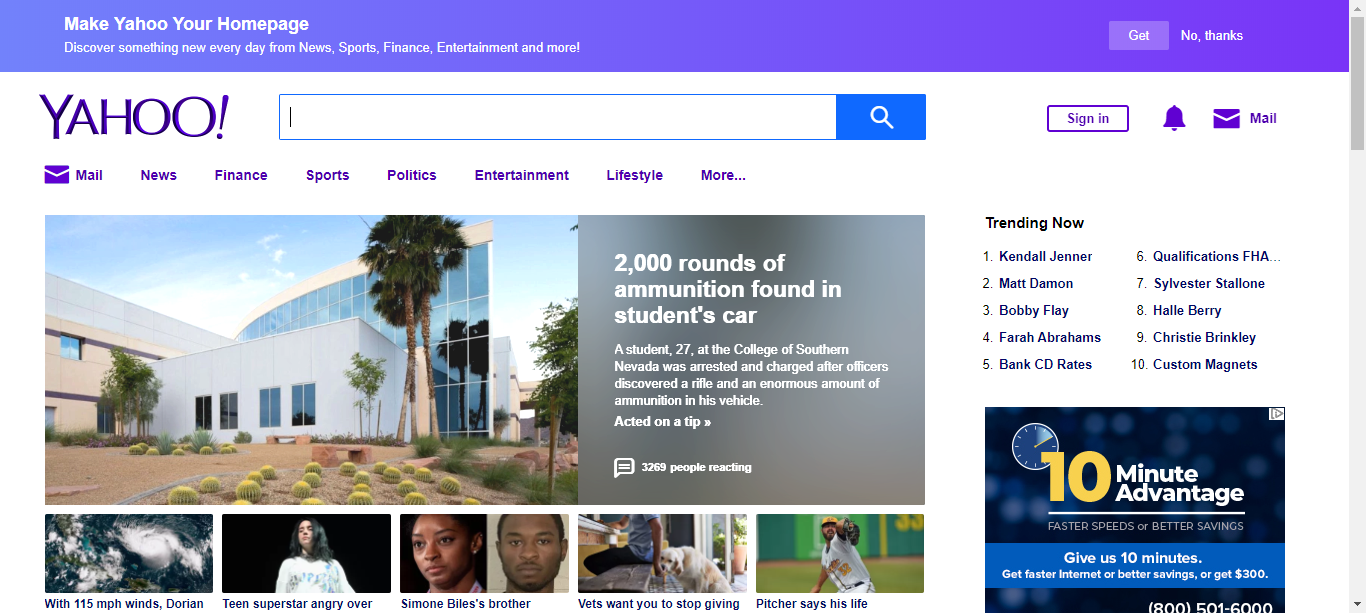 Make Yahoo Your Homepage
Discover something new every day from News, Sports, Finance, Entertainment and more!
Get
No, thanks
YAHOO!
Sign in
Mail
Mail
News
Finance
Sports
Politics
Entertainment
Lifestyle
More...
2,000 rounds of
ammunition found in
student's car
A student, 27, at the College of Southern
Nevada was arrested and charged after officers
discovered a rifle and an enormous amount of
ammunition in his vehicle.
Acted on a tip »
3269 people reacting
With 115 mph winds, Dorian
Teen superstar angry over
Simone Biles's brother
Vets want you to stop giving
Pitcher says his life
Trending Now
1. Kendall Jenner
2. Matt Damon
3. Bobby Flay
4. Farah Abrahams
5. Bank CD Rates
6. Qualifications FHA...
7. Sylvester Stallone
8. Halle Berry
9. Christie Brinkley
10. Custom Magnets
10 Minute
Advantage
FASTER SPEEDS or BETTER SAVINGS
Give us 10 minutes.
Get faster Internet or better savings, or get $300.
(800) 501-6000